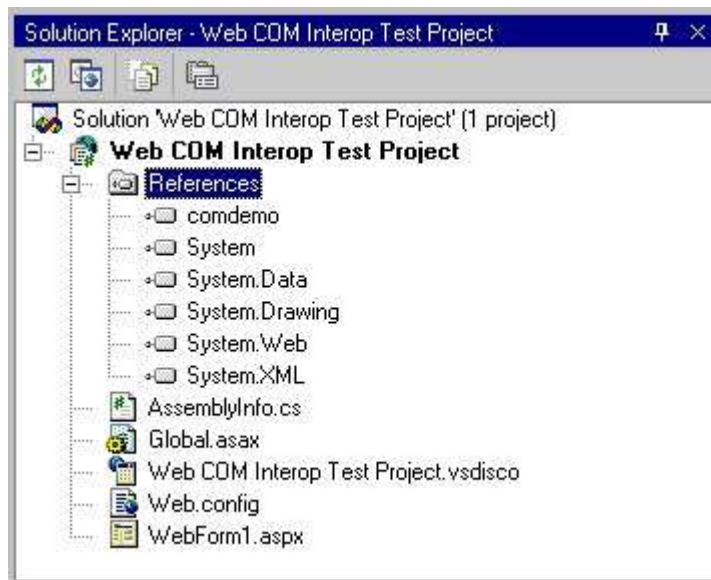 Solution Explorer - Web COM Interop Test Project
Solution 'Web COM Interop Test Project' (1 project)
Web COM Interop Test Project
References
comdemo
System
System.Data
System.Drawing
System.Web
System.XML
AssemblyInfo.cs
Global.asax
Web COM Interop Test Project.vsdisco
Web.config
WebForm1.aspx